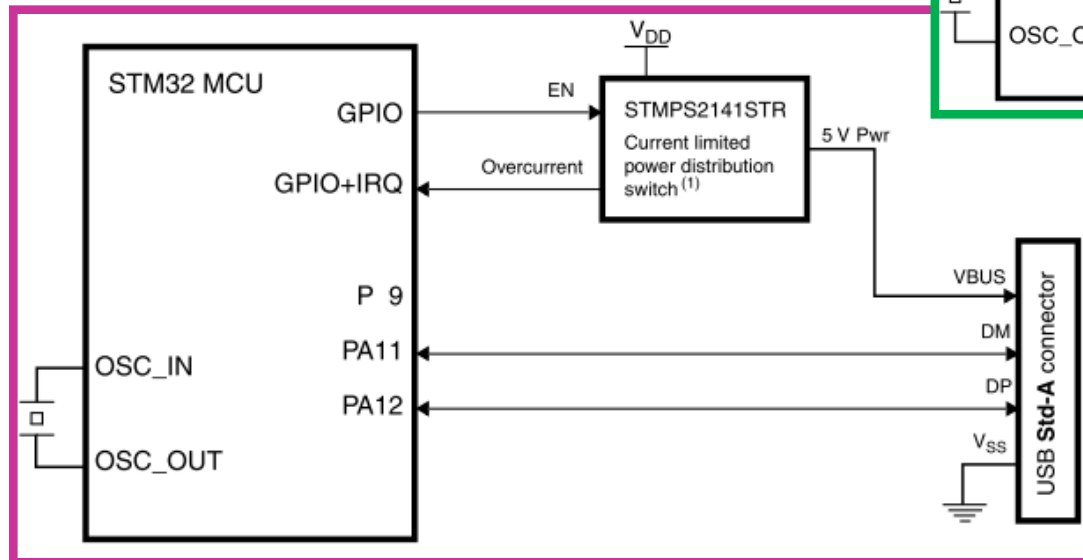 OSC_O
V_DD
STM32 MCU
GPIO
EN
STMPS2141STR
Current limited
power distribution
switch (1)
5 V Pwr
GPIO+IRQ
Overcurrent
P 9
VBUS
PA11
DM
OSC_IN
PA12
DP
OSC_OUT
V_SS
USB Std-A connector